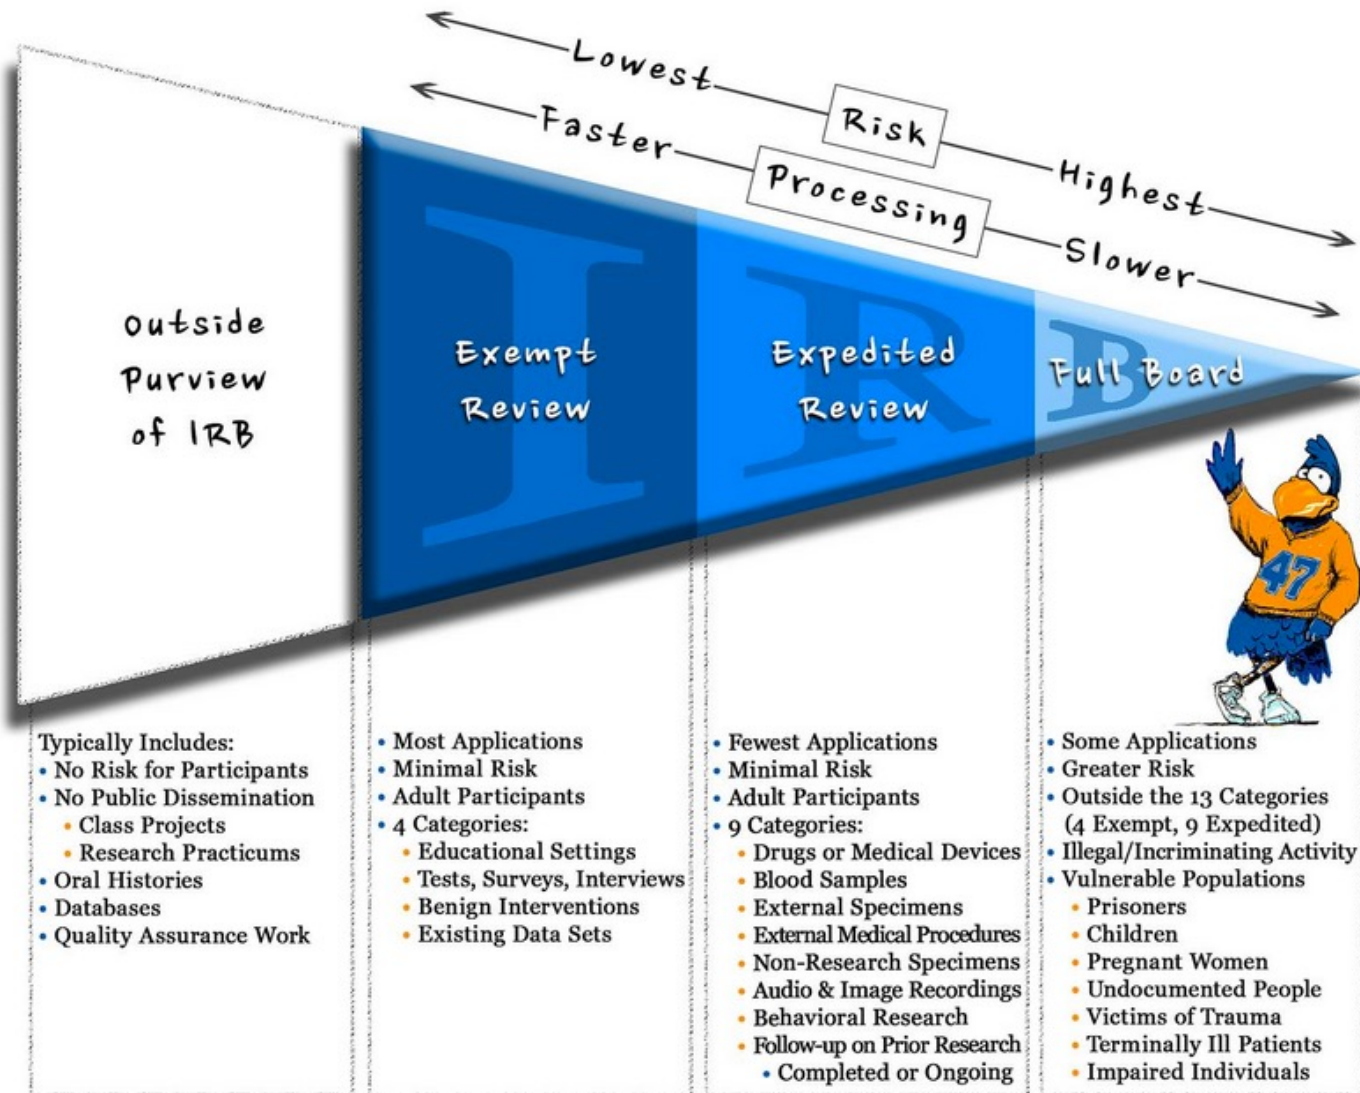 Lowest
Risk
Highest
Faster
Processing
Slower
Outside
Purview
of IRB
I
Exempt
Review
R
Expedited
Review
B
Full Board
47
Typically Includes:
• No Risk for Participants
• No Public Dissemination
• Class Projects
• Research Practicums
• Oral Histories
• Databases
• Quality Assurance Work
• Most Applications
• Minimal Risk
• Adult Participants
• 4 Categories:
• Educational Settings
• Tests, Surveys, Interviews
• Benign Interventions
• Existing Data Sets
• Fewest Applications
• Minimal Risk
• Adult Participants
• 9 Categories:
• Drugs or Medical Devices
• Blood Samples
• External Specimens
• External Medical Procedures
• Non-Research Specimens
• Audio & Image Recordings
• Behavioral Research
• Follow-up on Prior Research
• Completed or Ongoing
• Some Applications
• Greater Risk
• Outside the 13 Categories
(4 Exempt, 9 Expedited)
• Illegal/Incriminating Activity
• Vulnerable Populations
• Prisoners
• Children
• Pregnant Women
• Undocumented People
• Victims of Trauma
• Terminally Ill Patients
• Impaired Individuals